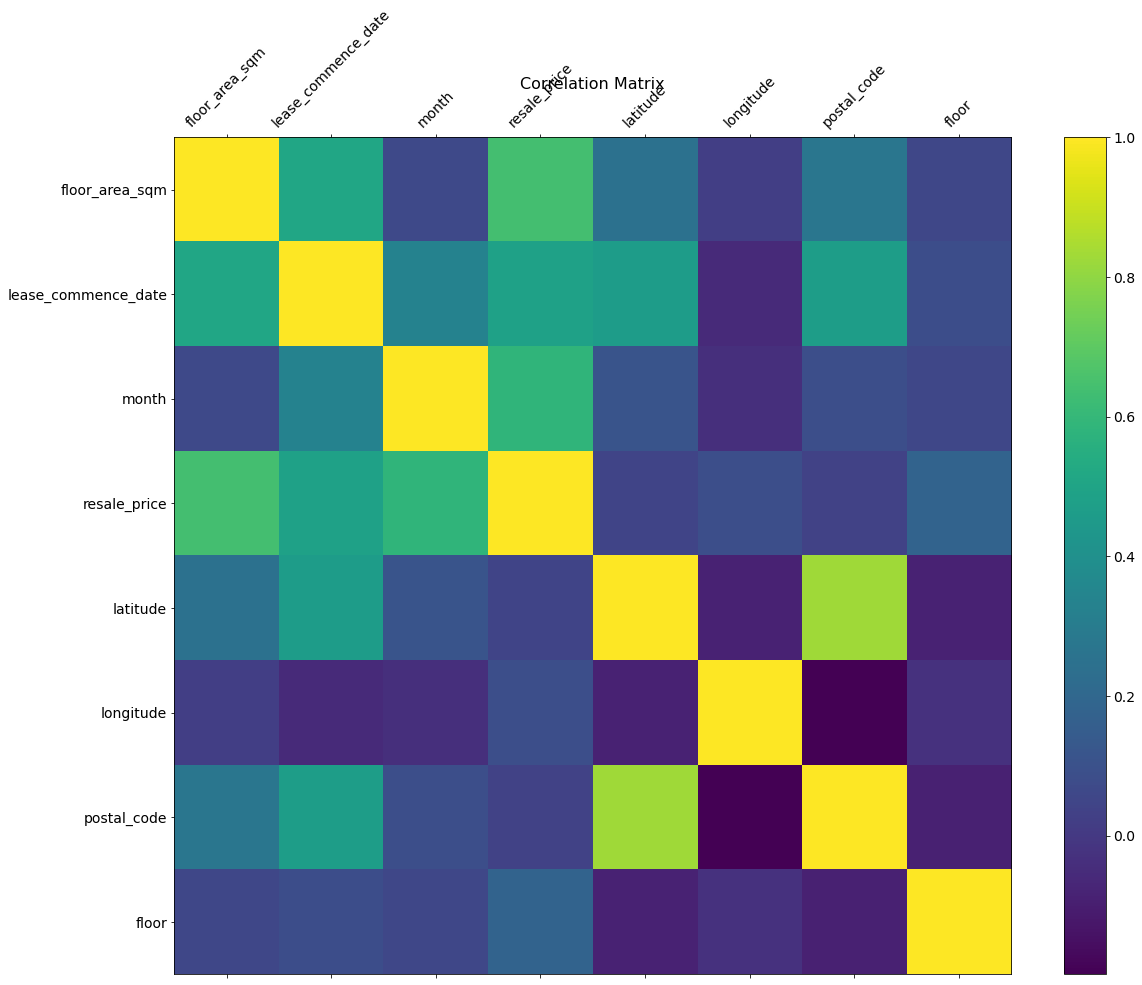 Correlation Matrix
floor_area_sqm
lease_commence_date
month
resale_price
latitude
longitude
postal_code
floor
floor_area_sqm
lease_commence_date
month
resale_price
latitude
longitude
postal_code
floor
1.0
0.8
0.6
0.4
0.2
0.0